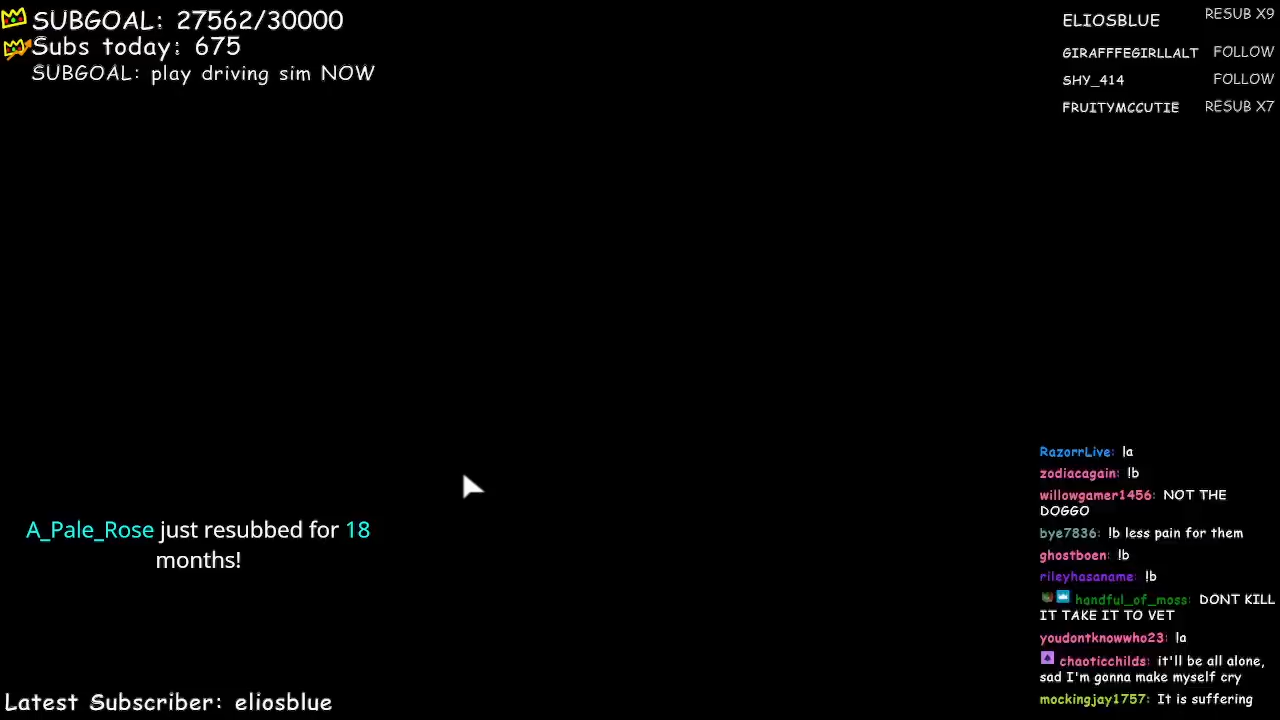 SUBGOAL: 27562/30000
Subs today: 675
SUBGOAL: play driving sim NOW
ELIOSBLUE RESUB X9
GIRAFFFEGIRLLALT FOLLOW
SHY_414 FOLLOW
FRUITYMCCUTIE RESUB X7
A_Pale_Rose just resubbed for 18
months!
Latest Subscriber: eliosblue
RazorrLive: !a
zodiacagain: !b
willowgamer1456: NOT THE
DOGGO
bye7836: !b less pain for them
ghostboen: !b
rileyhasaname: !b
handful_of_moss: DONT KILL
IT TAKE IT TO VET
youdontknowwho23: !a
chaoticchilds: it'll be all alone,
sad I'm gonna make myself cry
mockingjay1757: It is suffering